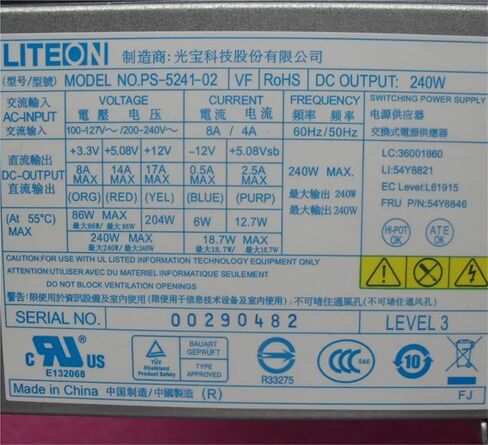 LITEON 制造商: 光宝科技股份有限公司
(型号/型號) MODEL NO.PS-5241-02 VF RoHS DC OUTPUT: 240W
交流輸入 AC-INPUT 交流输入
VOLTAGE 電壓 电压
CURRENT 電流 电流
FREQUENCY 頻率 频率
SWITCHING POWER SUPPLY
电源供应器
交換式電源供應器
100-127V~/200-240V~ 8A / 4A 60Hz/50Hz
直流輸出 DC-OUTPUT 直流输出
+3.3V +5.08V +12V -12V +5.08Vsb
8A MAX 14A MAX 17A MAX 0.5A MAX 2.5A MAX
(ORG) (RED) (YEL) (BLUE) (PURP)
240W MAX.
最大输出 240W
最大輸出 240W
LC:36001860
LI:54Y8821
EC Level:L61915
FRU P/N:54Y8846
(At 55°C) MAX
86W MAX 最大86W/最大86W 204W 6W 12.7W
240W MAX 最大240W/最大240W 18.7W MAX 最大18.7W/最大18.7W
Hi-POT OK ATE OK
CAUTION:FOR USE WITH UL LISTED INFORMATION TECHNOLOGY EQUIPMENT ONLY
ATTENTION:UTILISER AVEC DU MATERIEL INFORMATIQUE SEULEMENT
DO NOT BLOCK VENTILATION OPENINGS
警告:限使用於資訊設備及室內使用(限使用于信息技术设备及室内使用).不可堵住通風孔(不可堵住通风孔)
SERIAL NO. 00290482 LEVEL 3
c UL US E132068
TÜV Rheinland Product Safety
BAUART GEPRÜFT
TYPE APPROVED
R33275
CCC S&E
10
FJ
Made in China 中国制造/中國製造 (R)